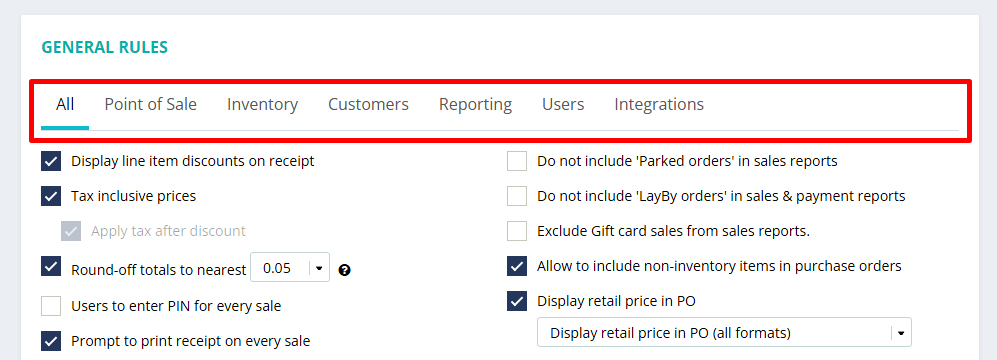 GENERAL RULES
All Point of Sale Inventory Customers Reporting Users Integrations
Display line item discounts on receipt
Tax inclusive prices
Apply tax after discount
Round-off totals to nearest 0.05 ?
Users to enter PIN for every sale
Prompt to print receipt on every sale
Do not include 'Parked orders' in sales reports
Do not include 'LayBy orders' in sales & payment reports
Exclude Gift card sales from sales reports.
Allow to include non-inventory items in purchase orders
Display retail price in PO
Display retail price in PO (all formats)